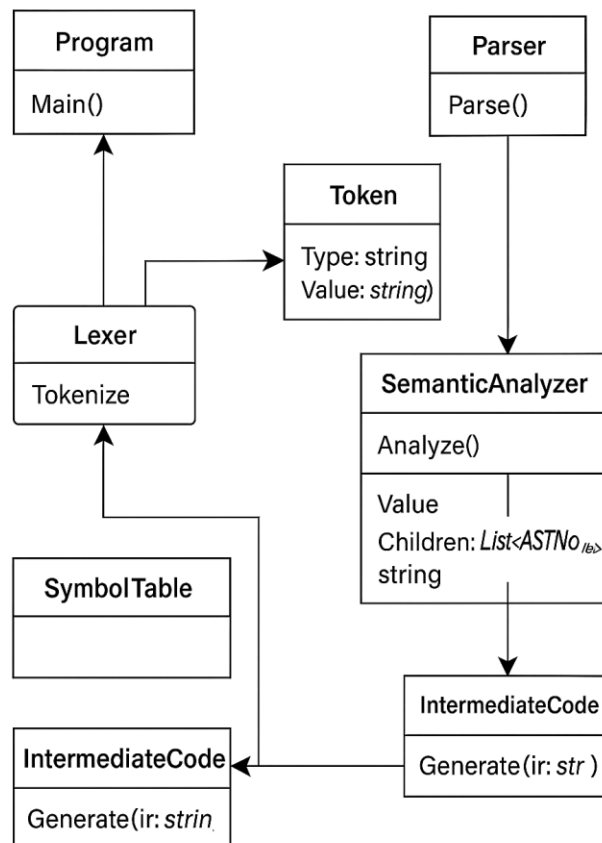 Program
Main()
Parser
Parse()
Token
Type: string
Value: string)
Lexer
Tokenize
SemanticAnalyzer
Analyze()
Value
Children: List<ASTNo
string
SymbolTable
IntermediateCode
Generate(ir: str )
IntermediateCode
Generate(ir: strin